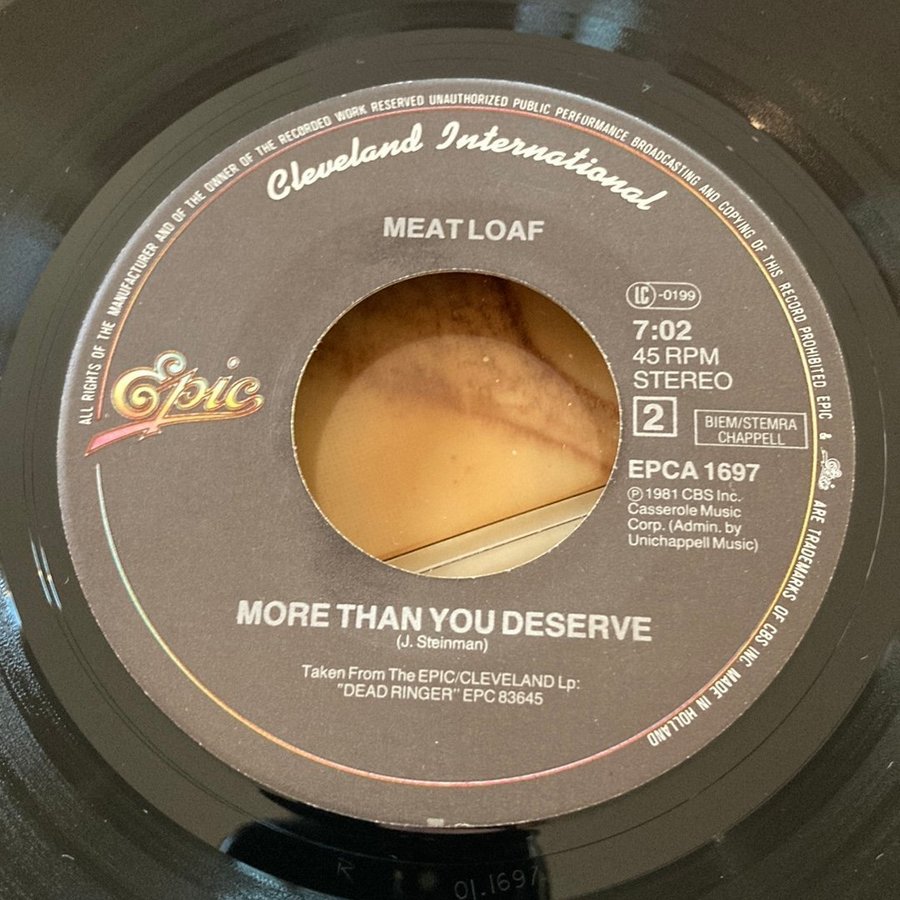 ALL RIGHTS OF THE MANUFACTURER AND OF THE OWNER OF THE RECORDED WORK RESERVED UNAUTHORIZED PUBLIC PERFORMANCE BROADCASTING AND COPYING OF THIS RECORD PROHIBITED EPIC & Epic ARE TRADEMARKS OF CBS INC MADE IN HOLLAND
Cleveland International
MEAT LOAF
LC-0199
7:02
45 RPM
STEREO
Epic
2
BIEM/STEMRA
CHAPPELL
EPCA 1697
℗ 1981 CBS Inc.
Casserole Music
Corp. (Admin. by
Unichappell Music)
MORE THAN YOU DESERVE
(J. Steinman)
Taken From The EPIC/CLEVELAND Lp:
"DEAD RINGER" EPC 83645
01.1697